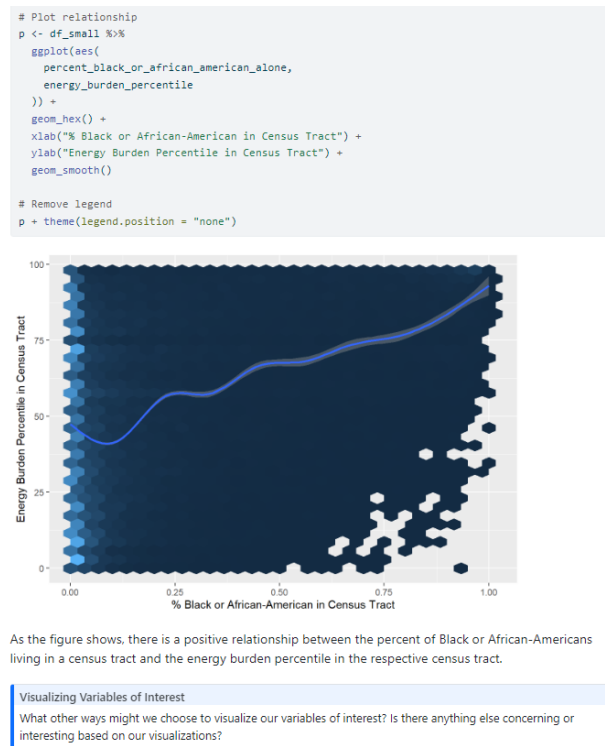 # Plot relationship
p <- df_small %>%
  ggplot(aes(
    percent_black_or_african_american_alone,
    energy_burden_percentile
  )) +
  geom_hex() +
  xlab("% Black or African-American in Census Tract") +
  ylab("Energy Burden Percentile in Census Tract") +
  geom_smooth()

# Remove legend
p + theme(legend.position = "none")
Energy Burden Percentile in Census Tract
100
75
50
25
0
0.00 0.25 0.50 0.75 1.00
% Black or African-American in Census Tract
As the figure shows, there is a positive relationship between the percent of Black or African-Americans
living in a census tract and the energy burden percentile in the respective census tract.
Visualizing Variables of Interest
What other ways might we choose to visualize our variables of interest? Is there anything else concerning or
interesting based on our visualizations?